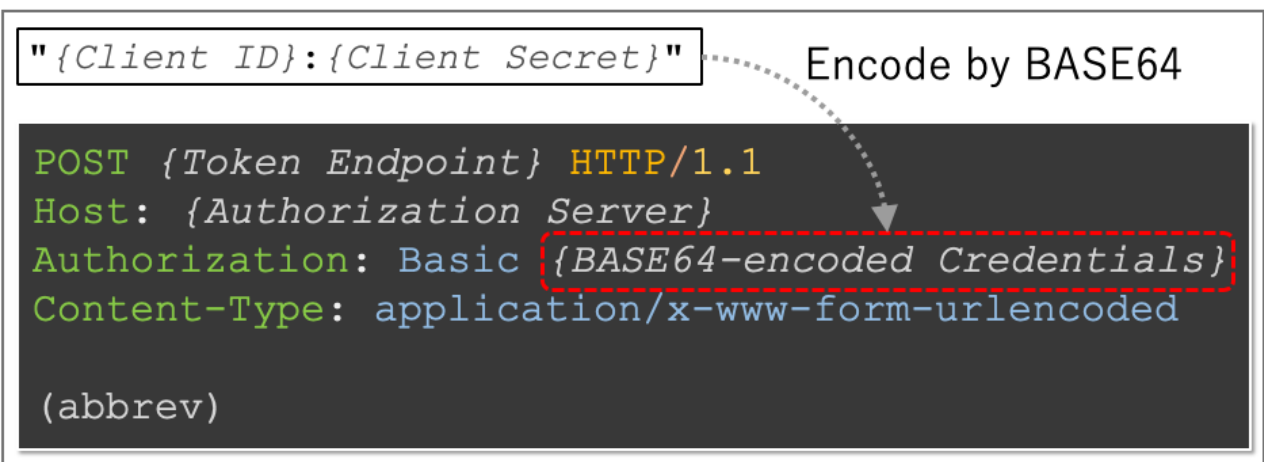 "{Client ID}:{Client Secret}"
Encode by BASE64
POST {Token Endpoint} HTTP/1.1
Host: {Authorization Server}
Authorization: Basic {BASE64-encoded Credentials}
Content-Type: application/x-www-form-urlencoded
(abbrev)